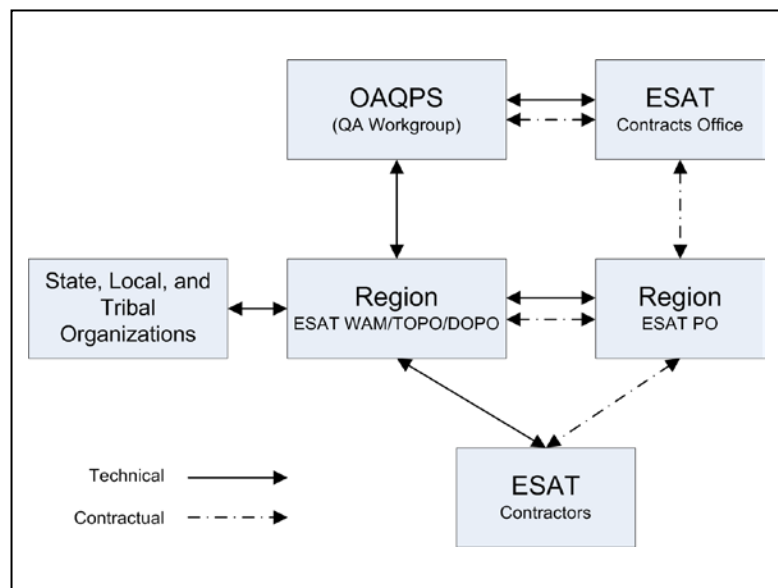 OAQPS
(QA Workgroup)
ESAT
Contracts Office
State, Local, and
Tribal
Organizations
Region
ESAT WAM/TOPO/DOPO
Region
ESAT PO
ESAT
Contractors
Technical
Contractual